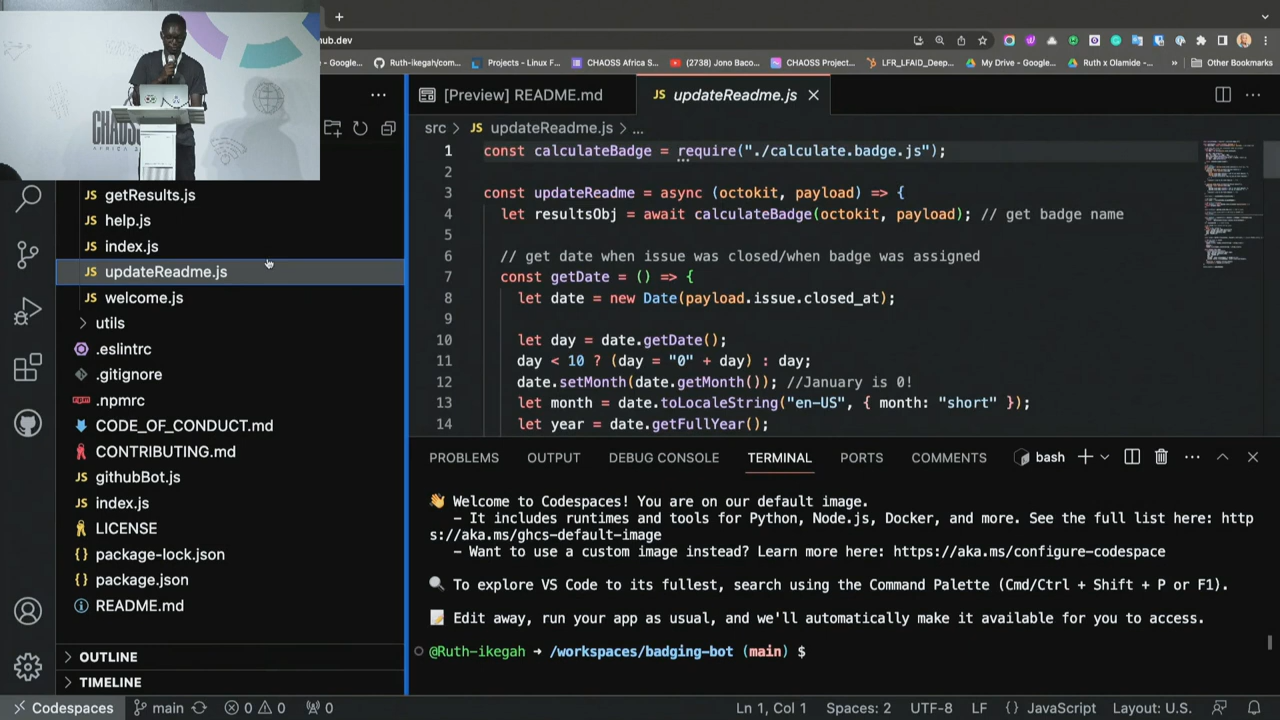 hub.dev
Google...
Ruth-ikegah/com...
Projects - Linux F...
CHAOSS Africa S...
(2738) Jono Baco...
CHAOSS Project...
LFR_LFAID_Deep...
My Drive - Googl...
Ruth x Olamide -...
»
Other Bookmarks
CHAOSS
AFRICA
[Preview] README.md
JS updateReadme.js
src > JS updateReadme.js > ...
JS getResults.js
JS help.js
JS index.js
JS updateReadme.js
JS welcome.js
utils
.eslintrc
.gitignore
npm .npmrc
CODE_OF_CONDUCT.md
CONTRIBUTING.md
JS githubBot.js
JS index.js
LICENSE
{} package-lock.json
{} package.json
README.md
OUTLINE
TIMELINE
1 const calculateBadge = require("./calculate.badge.js");
2
3 const updateReadme = async (octokit, payload) => {
4 let resultsObj = await calculateBadge(octokit, payload); // get badge name
5
6 //get date when issue was closed/when badge was assigned
7 const getDate = () => {
8 let date = new Date(payload.issue.closed_at);
9
10 let day = date.getDate();
11 day < 10 ? (day = "0" + day) : day;
12 date.setMonth(date.getMonth()); //January is 0!
13 let month = date.toLocaleString("en-US", { month: "short" });
14 let year = date.getFullYear();
PROBLEMS OUTPUT DEBUG CONSOLE TERMINAL PORTS COMMENTS bash
👋 Welcome to Codespaces! You are on our default image.
- It includes runtimes and tools for Python, Node.js, Docker, and more. See the full list here: http
s://aka.ms/ghcs-default-image
- Want to use a custom image instead? Learn more here: https://aka.ms/configure-codespace
🔍 To explore VS Code to its fullest, search using the Command Palette (Cmd/Ctrl + Shift + P or F1).
📝 Edit away, run your app as usual, and we'll automatically make it available for you to access.
@Ruth-ikegah → /workspaces/badging-bot (main) $
Codespaces main 0 0 0 Ln 1, Col 1 Spaces: 2 UTF-8 LF {} JavaScript Layout: U.S.